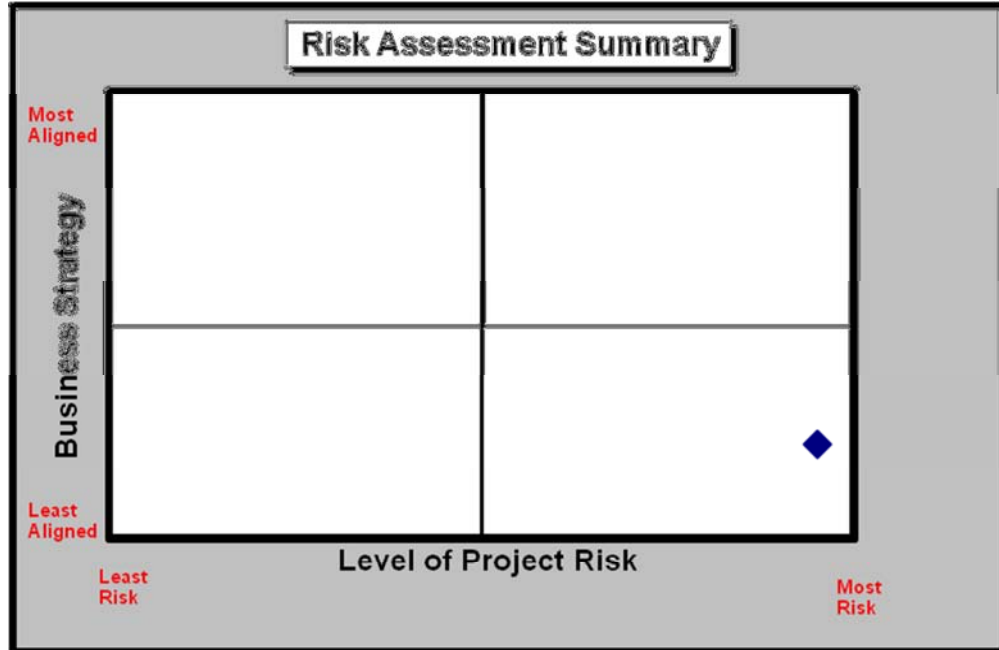 Risk Assessment Summary
Most
Aligned
Business Strategy
Least
Aligned
Level of Project Risk
Least
Risk
Most
Risk